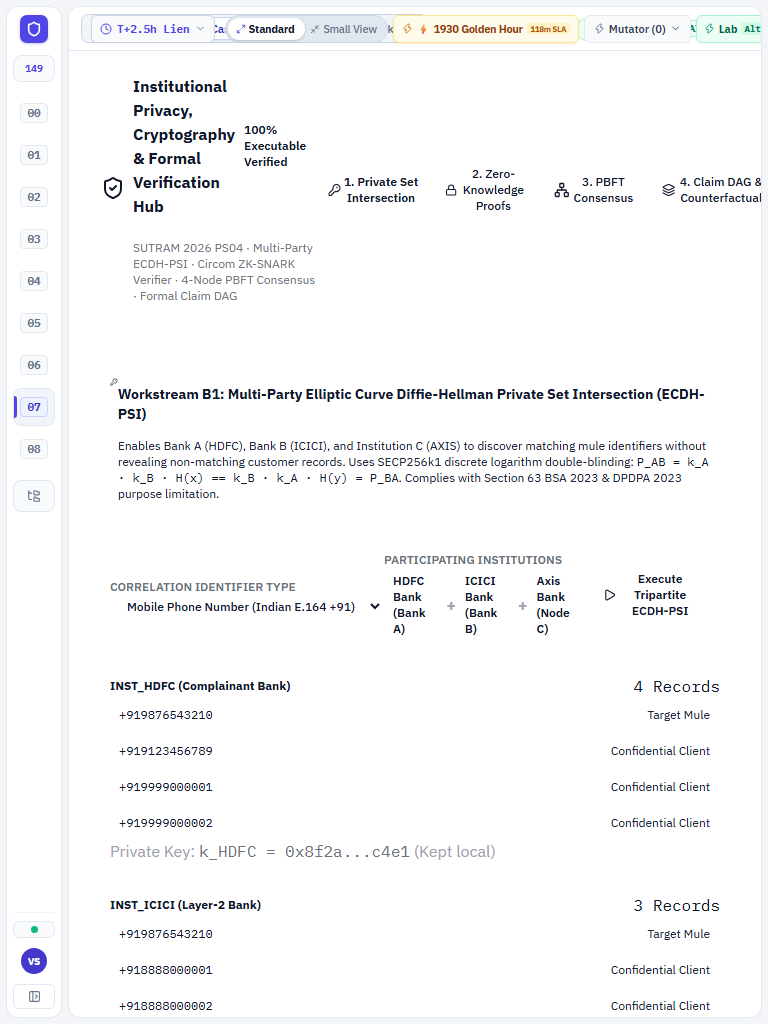 T+2.5h Lien
Standard
Small View
1930 Golden Hour
118m SLA
Mutator (0)
Lab
Alt
149
00
01
02
03
04
05
06
07
08
VS
Institutional
Privacy,
Cryptography
& Formal
Verification
Hub
100%
Executable
Verified
SUTRAM 2026 PS04 · Multi-Party
ECDH-PSI · Circom ZK-SNARK
Verifier · 4-Node PBFT Consensus
· Formal Claim DAG
1. Private Set
Intersection
2. Zero-
Knowledge
Proofs
3. PBFT
Consensus
4. Claim DAG &
Counterfactual
Workstream B1: Multi-Party Elliptic Curve Diffie-Hellman Private Set Intersection (ECDH-
PSI)
Enables Bank A (HDFC), Bank B (ICICI), and Institution C (AXIS) to discover matching mule identifiers without
revealing non-matching customer records. Uses SECP256k1 discrete logarithm double-blinding: P_AB = k_A
· k_B · H(x) == k_B · k_A · H(y) = P_BA. Complies with Section 63 BSA 2023 & DPDPA 2023
purpose limitation.
CORRELATION IDENTIFIER TYPE
Mobile Phone Number (Indian E.164 +91)
PARTICIPATING INSTITUTIONS
HDFC
Bank
(Bank
A)
+
ICICI
Bank
(Bank
B)
+
Axis
Bank
(Node
C)
Execute
Tripartite
ECDH-PSI
INST_HDFC (Complainant Bank) 4 Records
+919876543210 Target Mule
+919123456789 Confidential Client
+919999000001 Confidential Client
+919999000002 Confidential Client
Private Key: k_HDFC = 0x8f2a...c4e1 (Kept local)
INST_ICICI (Layer-2 Bank) 3 Records
+919876543210 Target Mule
+918888000001 Confidential Client
+918888000002 Confidential Client